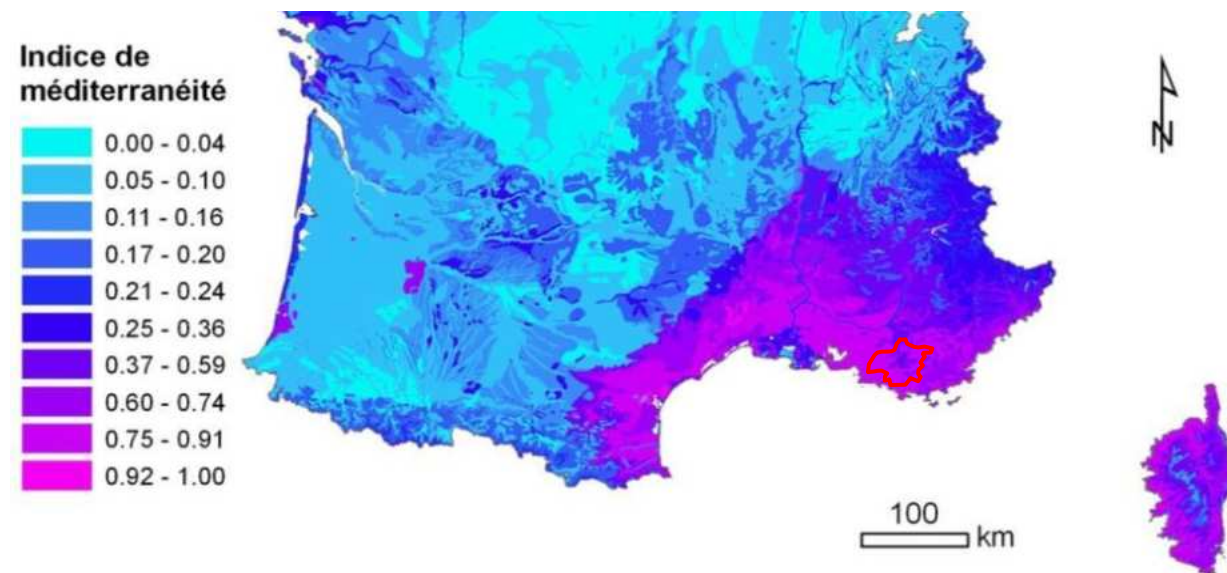 Indice de
méditerranéité
0.00 - 0.04
0.05 - 0.10
0.11 - 0.16
0.17 - 0.20
0.21 - 0.24
0.25 - 0.36
0.37 - 0.59
0.60 - 0.74
0.75 - 0.91
0.92 - 1.00
N
100
km